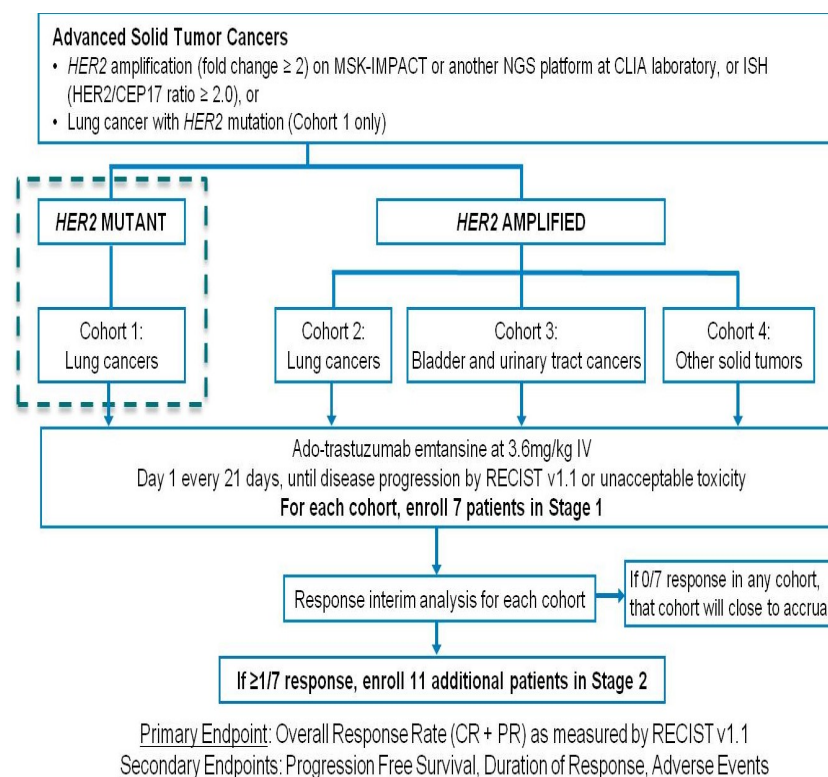 Advanced Solid Tumor Cancers
• HER2 amplification (fold change ≥ 2) on MSK-IMPACT or another NGS platform at CLIA laboratory, or ISH
(HER2/CEP17 ratio ≥ 2.0), or
• Lung cancer with HER2 mutation (Cohort 1 only)
HER2 MUTANT
HER2 AMPLIFIED
Cohort 1:
Lung cancers
Cohort 2:
Lung cancers
Cohort 3:
Bladder and urinary tract cancers
Cohort 4:
Other solid tumors
Ado-trastuzumab emtansine at 3.6mg/kg IV
Day 1 every 21 days, until disease progression by RECIST v1.1 or unacceptable toxicity
For each cohort, enroll 7 patients in Stage 1
Response interim analysis for each cohort
If 0/7 response in any cohort,
that cohort will close to accrua
If ≥1/7 response, enroll 11 additional patients in Stage 2
Primary Endpoint: Overall Response Rate (CR + PR) as measured by RECIST v1.1
Secondary Endpoints: Progression Free Survival, Duration of Response, Adverse Events